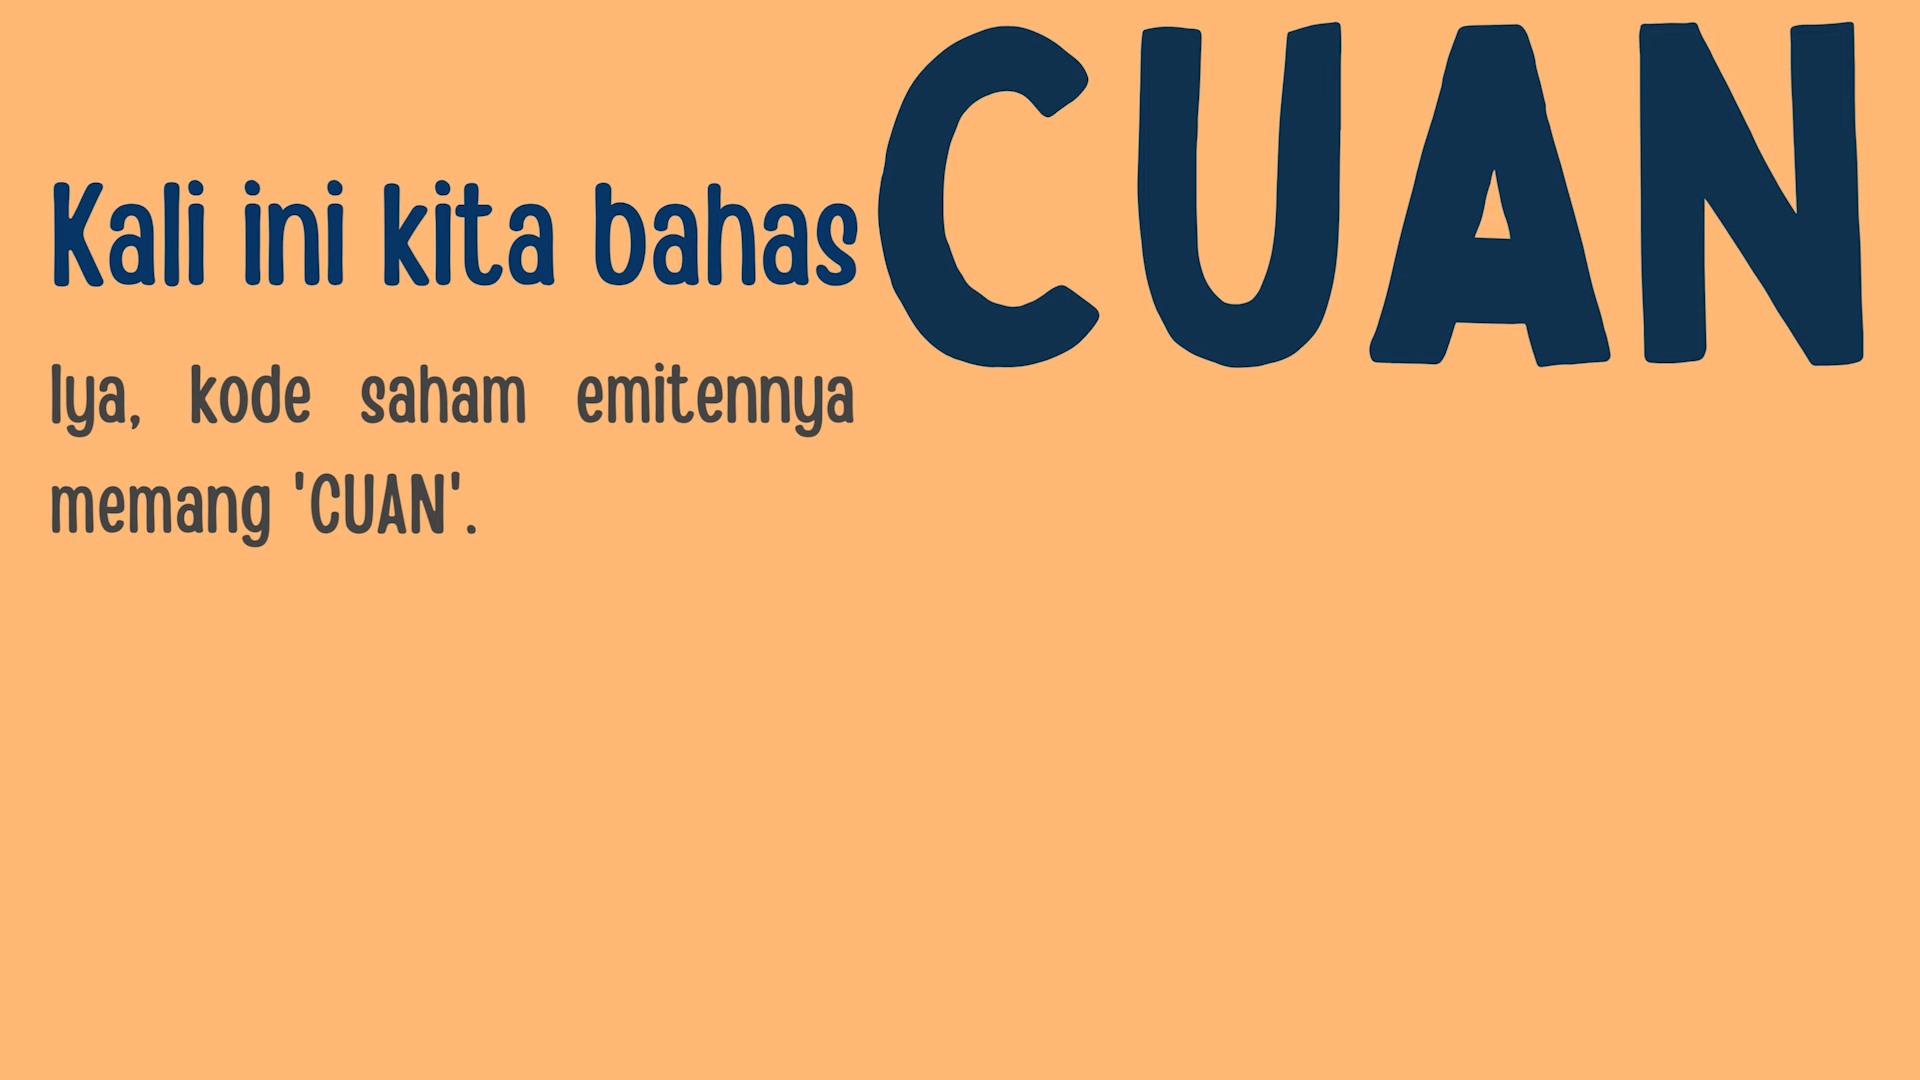 Kali ini kita bahas CUAN
Iya, kode saham emitennya
memang 'CUAN'.